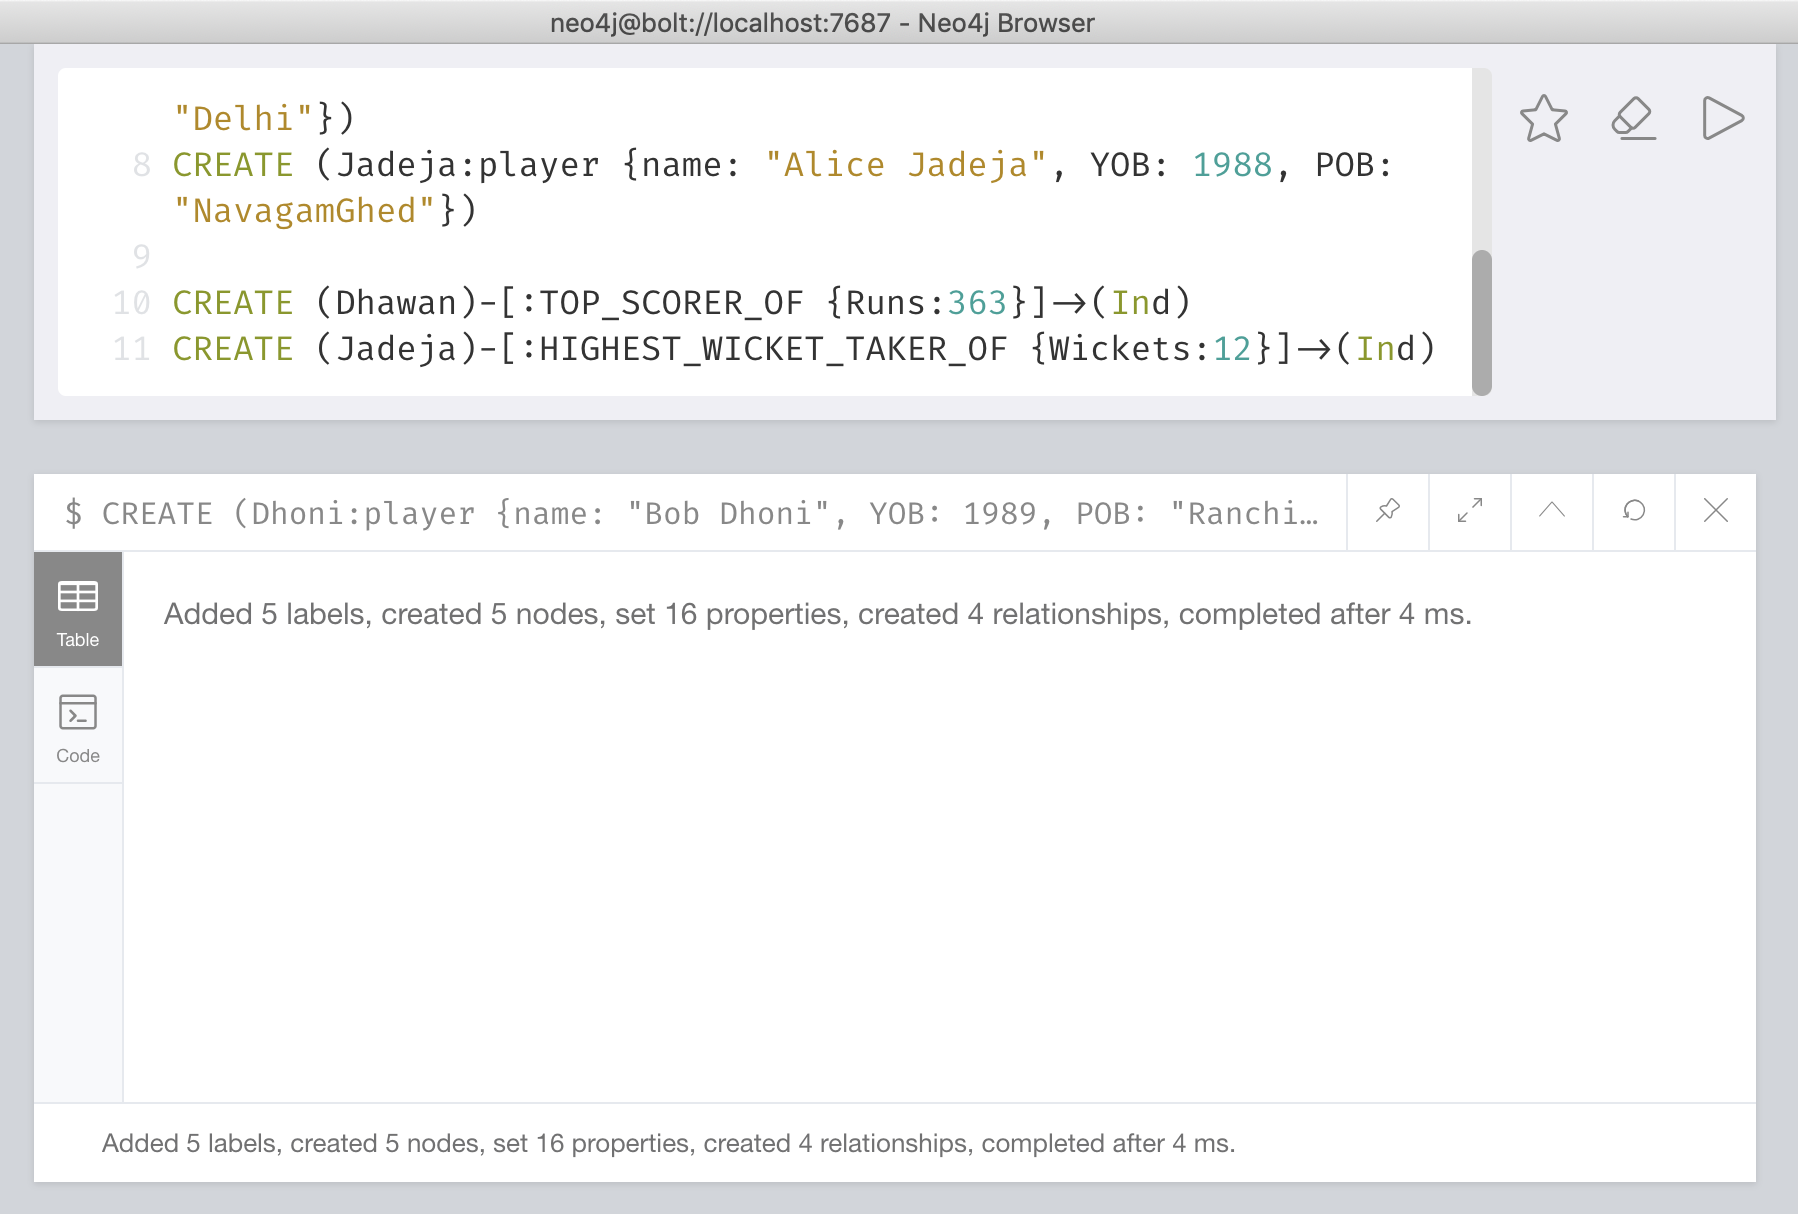 neo4j@bolt://localhost:7687 - Neo4j Browser
"Delhi"})
8 CREATE (Jadeja:player {name: "Alice Jadeja", YOB: 1988, POB:
"NavagamGhed"})
9
10 CREATE (Dhawan)-[:TOP_SCORER_OF {Runs:363}]->(Ind)
11 CREATE (Jadeja)-[:HIGHEST_WICKET_TAKER_OF {Wickets:12}]->(Ind)
$ CREATE (Dhoni:player {name: "Bob Dhoni", YOB: 1989, POB: "Ranchi…
Table
Added 5 labels, created 5 nodes, set 16 properties, created 4 relationships, completed after 4 ms.
Code
Added 5 labels, created 5 nodes, set 16 properties, created 4 relationships, completed after 4 ms.